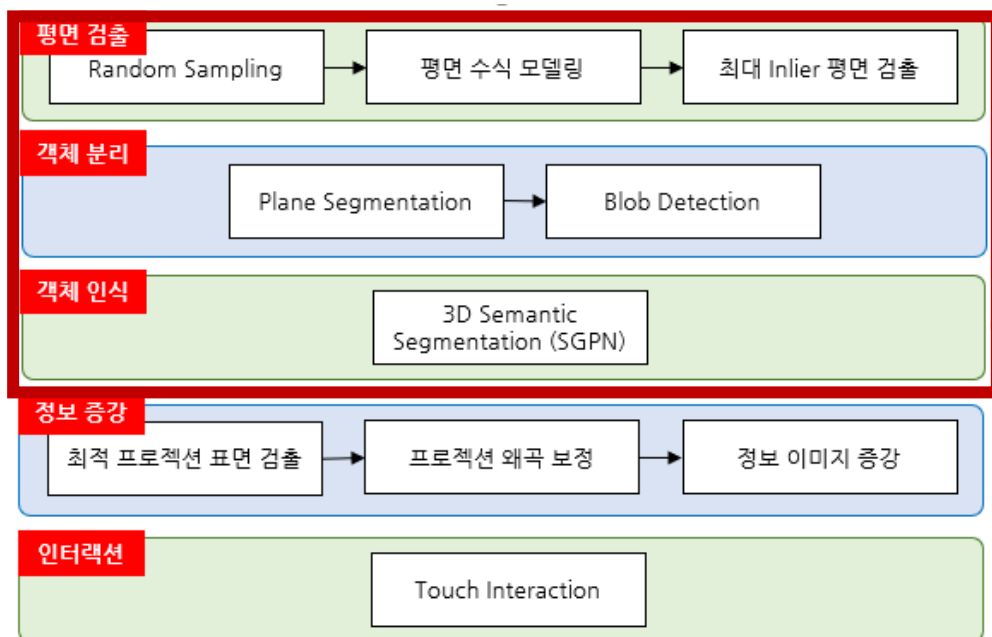 평면 검출
Random Sampling
평면 수식 모델링
최대 Inlier 평면 검출
객체 분리
Plane Segmentation
Blob Detection
객체 인식
3D Semantic
Segmentation (SGPN)
정보 증강
최적 프로젝션 표면 검출
프로젝션 왜곡 보정
정보 이미지 증강
인터랙션
Touch Interaction